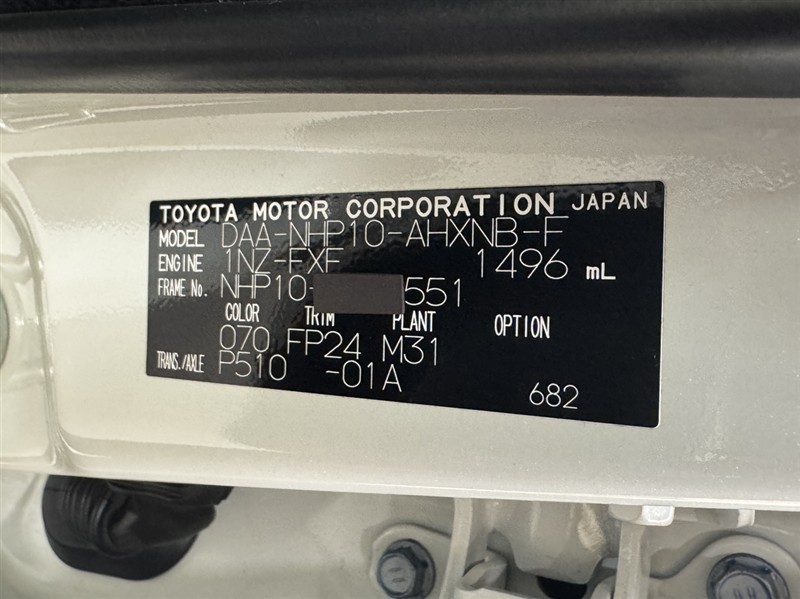 TOYOTA MOTOR CORPORATION JAPAN
MODEL DAA-NHP10-AHXNB-F
ENGINE 1NZ-FXF 1496 mL
FRAME No. NHP10- 551
COLOR TRIM PLANT OPTION
070 FP24 M31
TRANS./AXLE P510 -01A
682